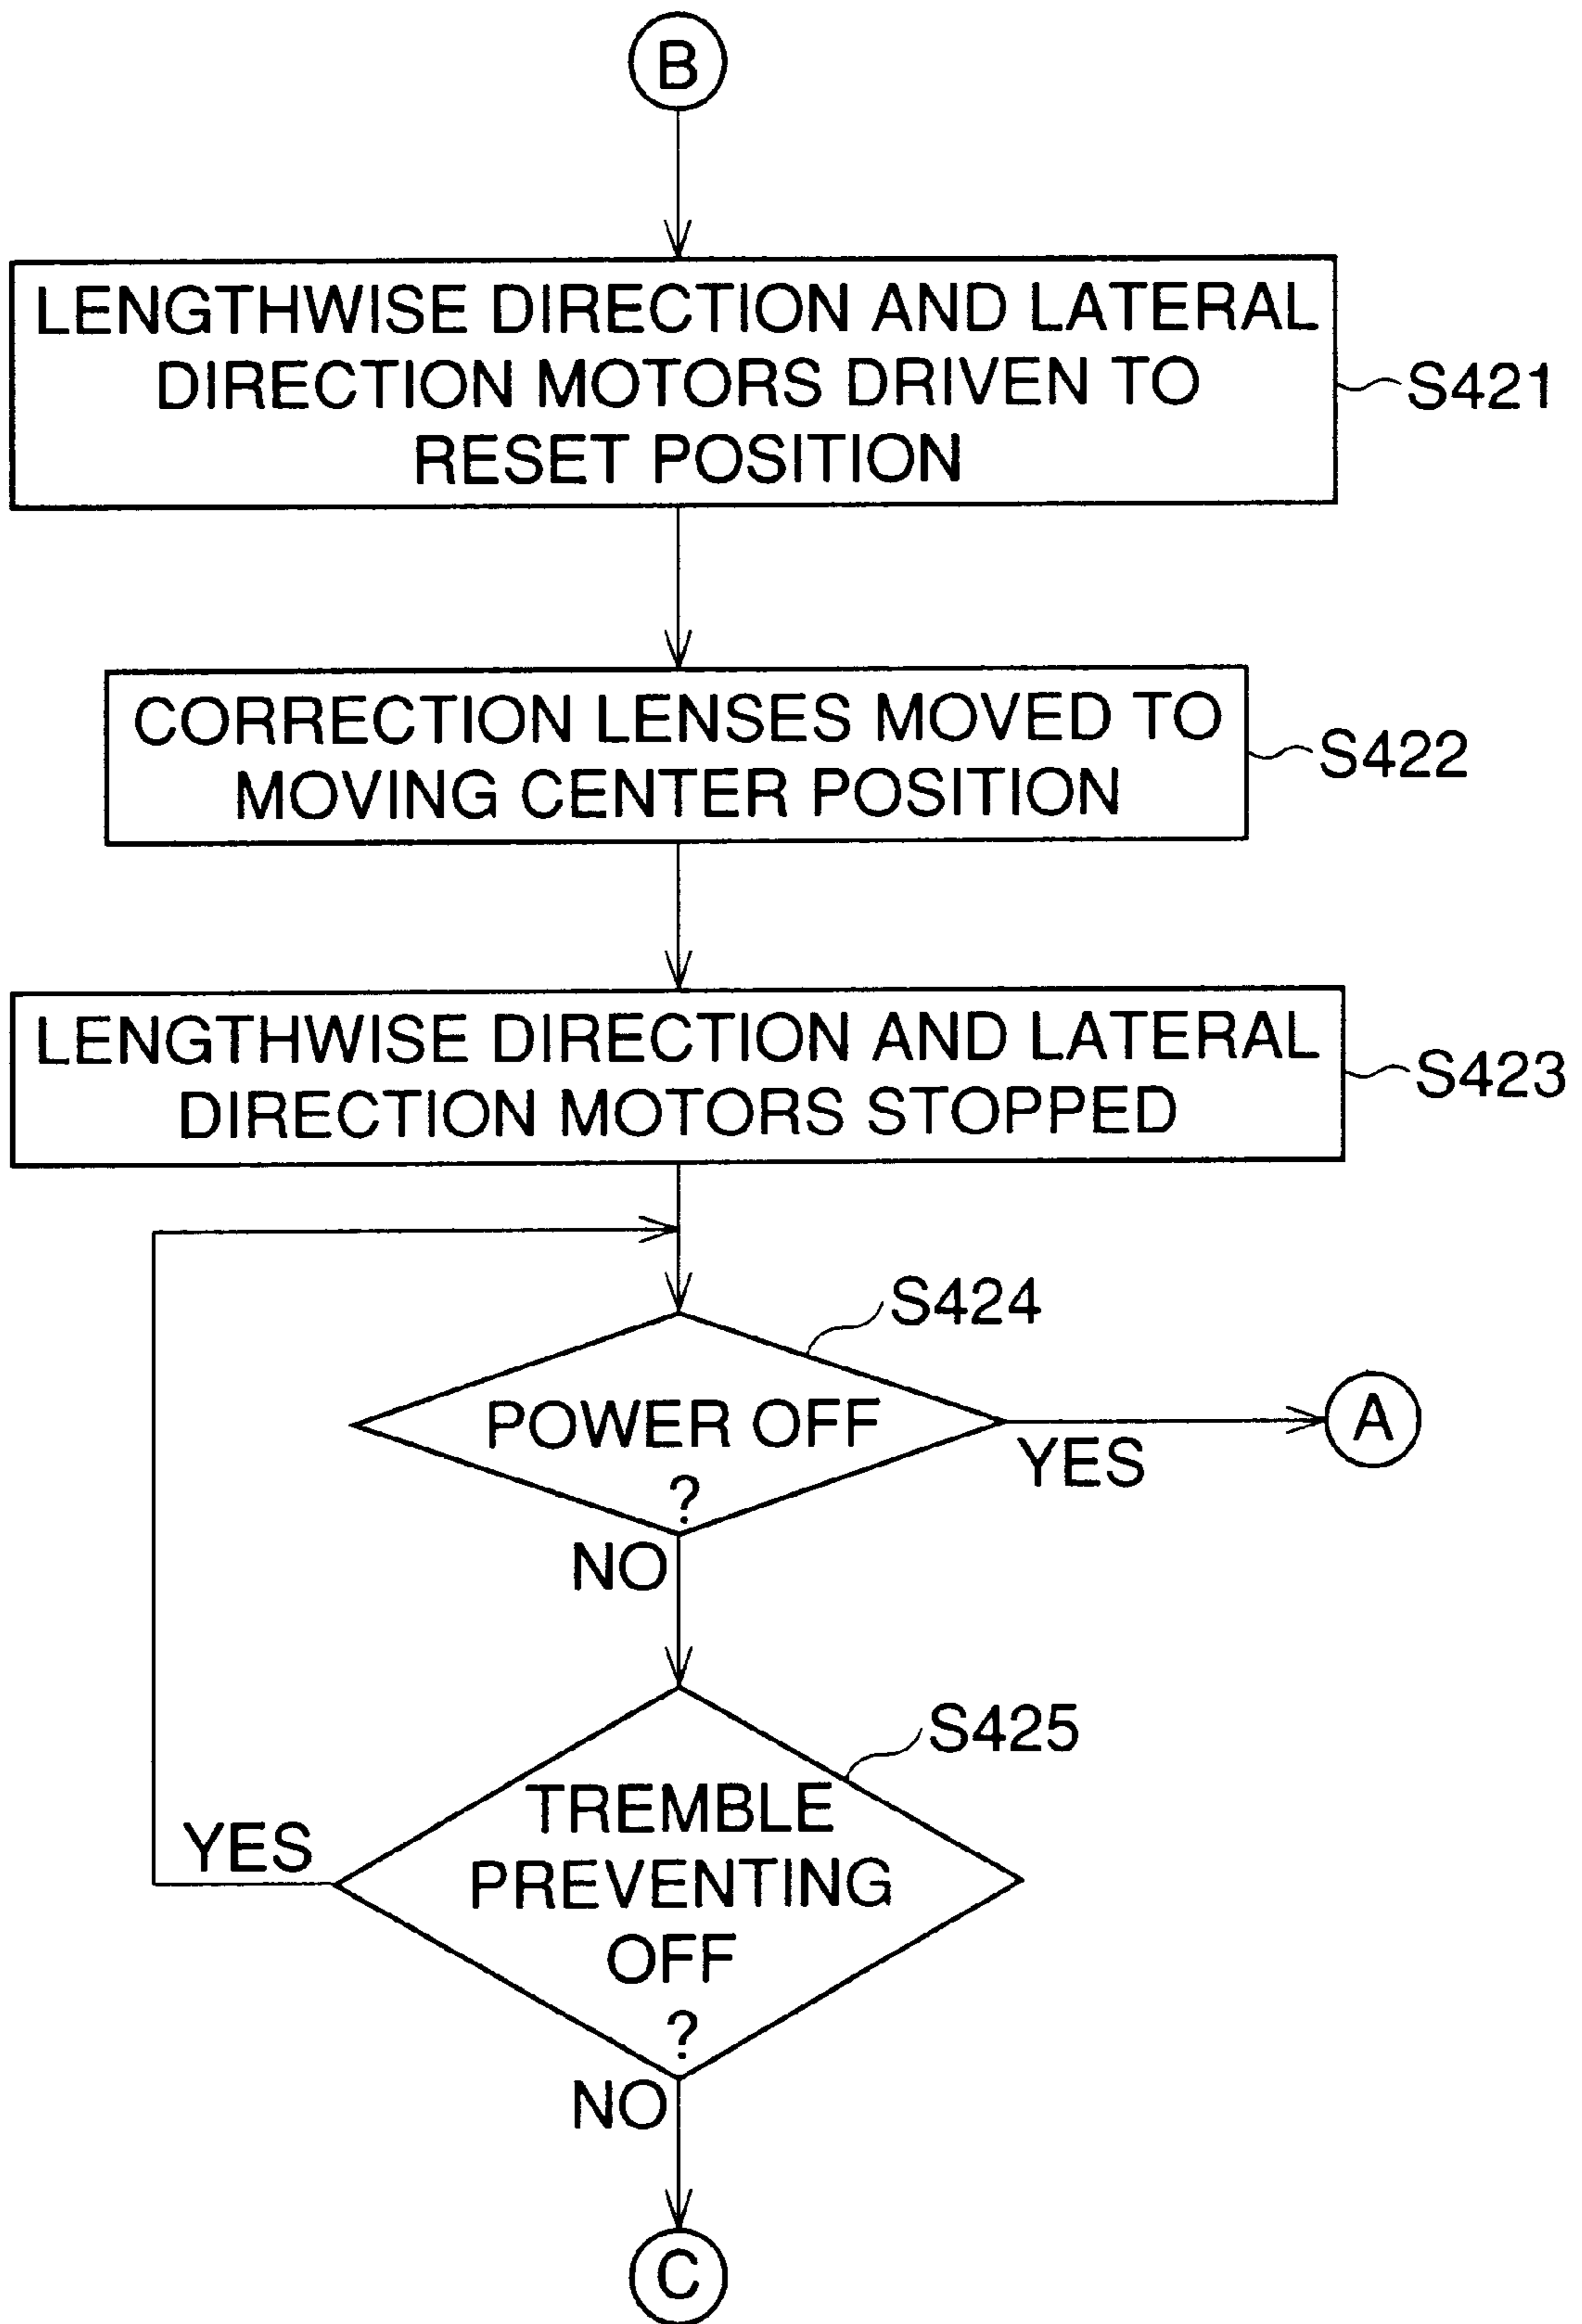 B
LENGTHWISE DIRECTION AND LATERAL
DIRECTION MOTORS DRIVEN TO
RESET POSITION
S421
CORRECTION LENSES MOVED TO
MOVING CENTER POSITION
S422
LENGTHWISE DIRECTION AND LATERAL
DIRECTION MOTORS STOPPED
S423
S424
POWER OFF
?
YES
A
NO
S425
TREMBLE
PREVENTING
OFF
?
YES
NO
C